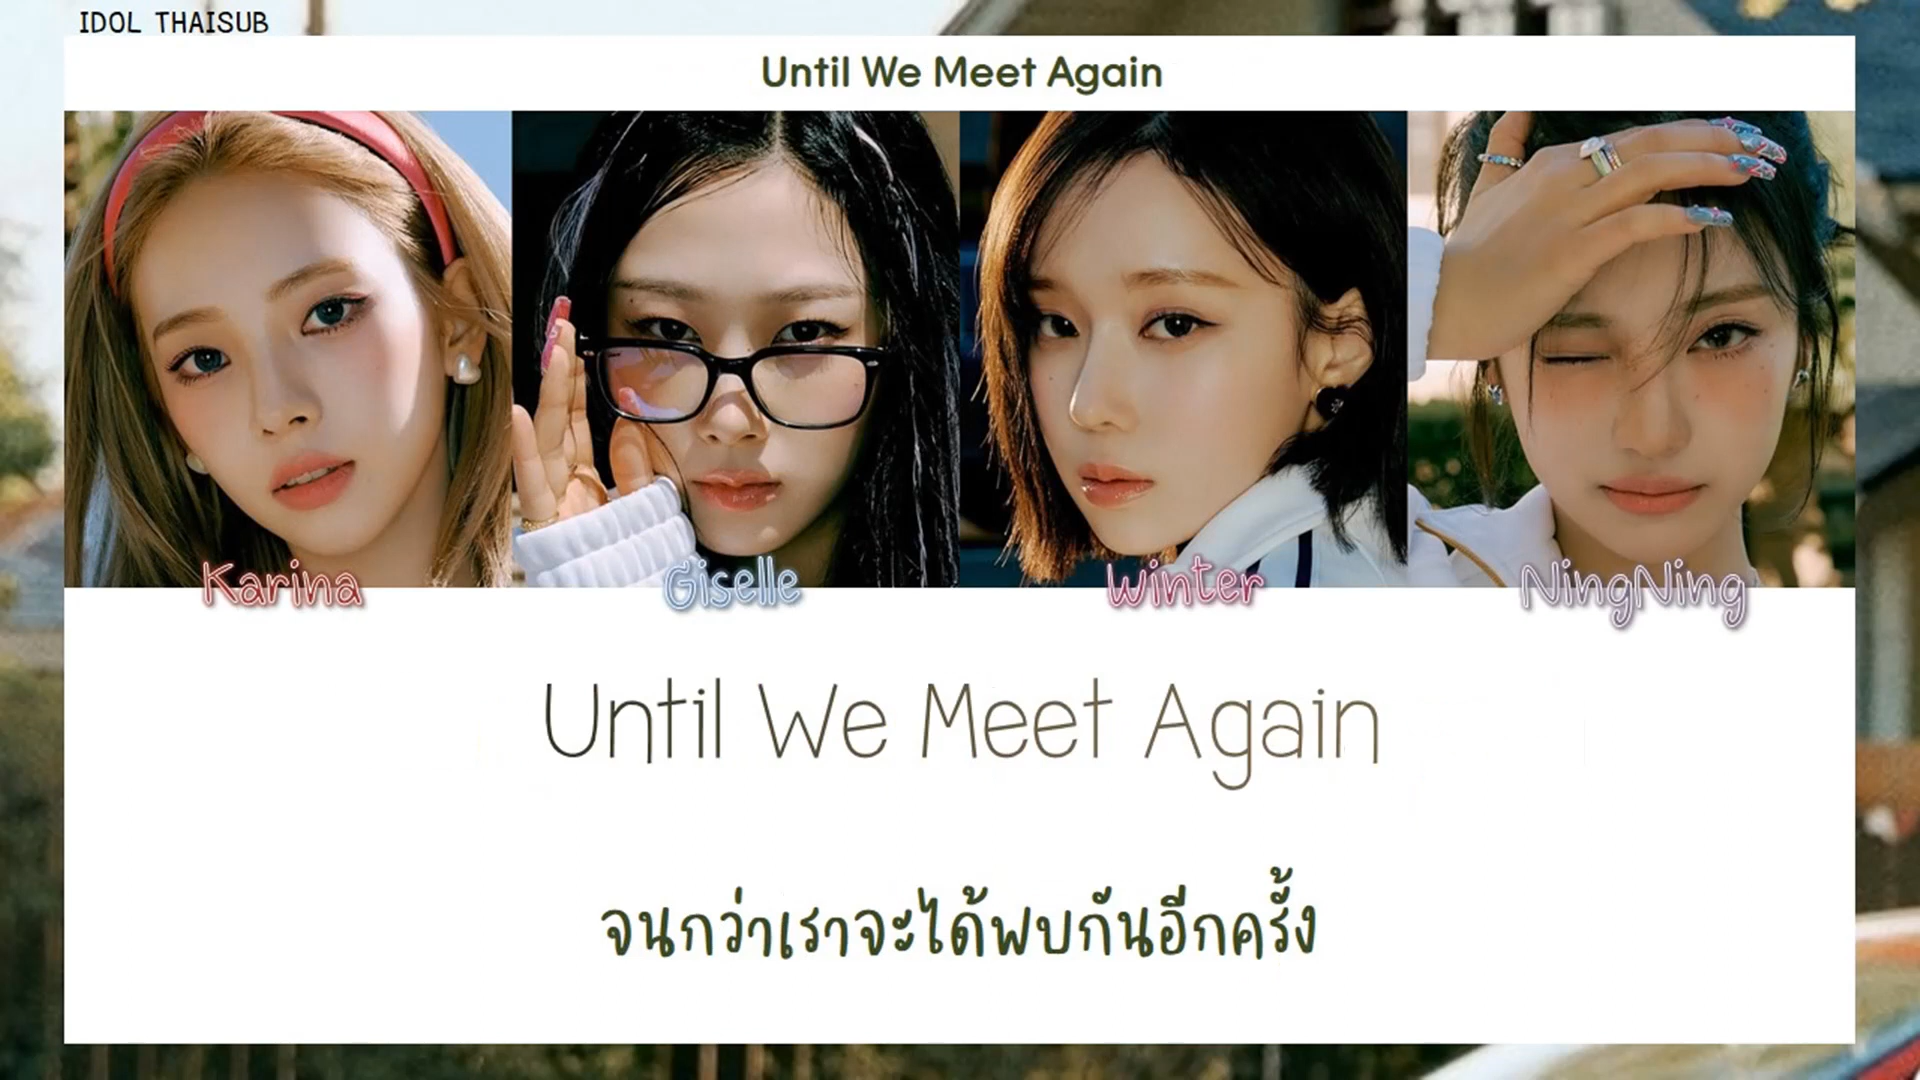 IDOL THAISUB
Until We Meet Again
Karina
Giselle
Winter
NingNing
Until We Meet Again
จนกว่าเราจะได้พบกันอีกครั้ง